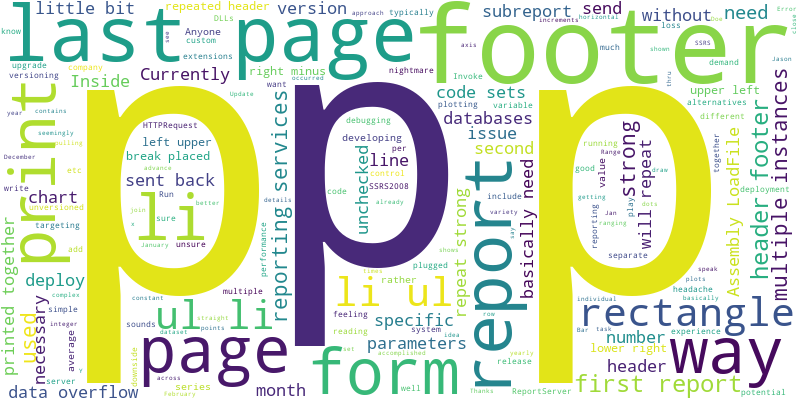 little bit
repeated header
version
subreport
send
without
need
last page
footer
DLLs
Anyone
custom
typically
Error
know
upgrade
versioning
company
extensions
see
increments
horizontal
loss
close
approach
occurred
much
shown
SSRS
Inside
Currently
right minus
nightmare
axis
Invoke
demand
Jason
code sets
upper left
year
contains
Update
want
plotting
variable
thru
alternatives
seemingly
etc
HTTPRequest
debugging
databases
different
print
left upper
developing
issue
running
p
p
p
December
pulling
break placed
per
line
second
Range
value
good
together
write
advance
control
sent back
Run
li
SSRS2008
include
strong
draw
unversioned
join
better
code
already
getting
play
dots
targeting
sure
details
variety
reporting
Jan
ranging
x
January
unsure
performance
unchecked
reporting services
report
repeat strong
basically need
will repeat
header footer
multiple instances
Assembly LoadFile
deployment
add
shows
say
separate
speak
chart
printed together
deploy
multiple
times
plugged
plots
headache
basically
li ul
rather
row
used
necessary
complex
constant
ul li
feeling
specific
system
rectangle
simple
sounds
straight
points
reading
parameters
individual
number
experience
integer
dataset
idea
Bar
task
average
downside
page
set
accomplished
form
yearly
lower right
way
y
across
release
header
server
series
month
well
Thanks
first report
potential
data overflow
February
ReportServer